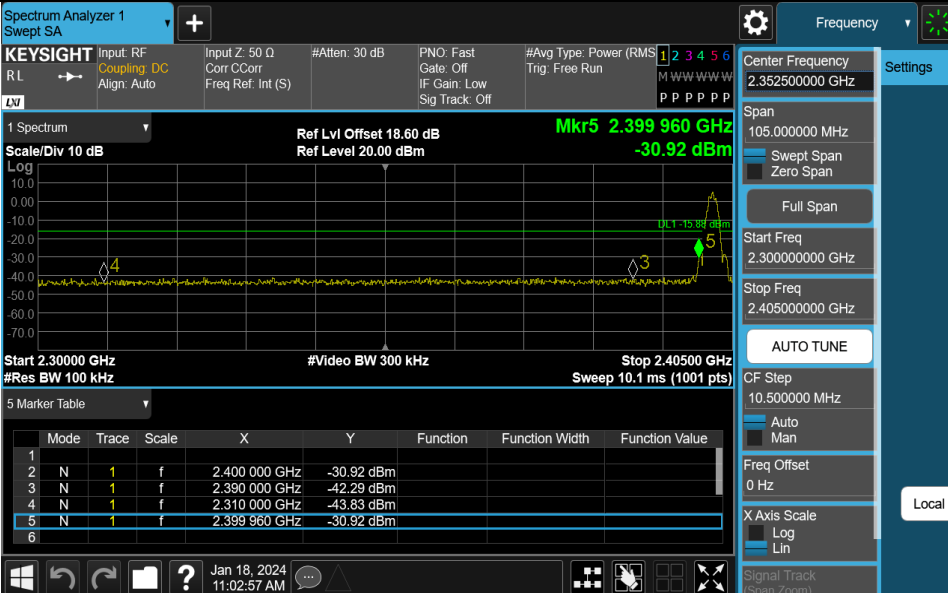 Spectrum Analyzer 1
Swept SA
+
Frequency
KEYSIGHT
RL
LXI
Input: RF
Coupling: DC
Align: Auto
Input Z: 50 Ω
Corr CCorr
Freq Ref: Int (S)
#Atten: 30 dB
PNO: Fast
Gate: Off
IF Gain: Low
Sig Track: Off
#Avg Type: Power (RMS
Trig: Free Run
1 2 3 4 5 6
M W W W W W
P P P P P P
1 Spectrum
Scale/Div 10 dB
Ref Lvl Offset 18.60 dB
Ref Level 20.00 dBm
Mkr5 2.399 960 GHz
-30.92 dBm
Log
10.0
0.00
-10.0
-20.0
-30.0
-40.0
-50.0
-60.0
-70.0
DL1 -15.88 dBm
4
3
5
Start 2.30000 GHz
#Video BW 300 kHz
Stop 2.40500 GHz
#Res BW 100 kHz
Sweep 10.1 ms (1001 pts)
5 Marker Table
Mode Trace Scale X Y Function Function Width Function Value
1
2 N 1 f 2.400 000 GHz -30.92 dBm
3 N 1 f 2.390 000 GHz -42.29 dBm
4 N 1 f 2.310 000 GHz -43.83 dBm
5 N 1 f 2.399 960 GHz -30.92 dBm
6
Jan 18, 2024
11:02:57 AM
?
...
Center Frequency
2.352500000 GHz
Span
105.000000 MHz
Swept Span
Zero Span
Full Span
Start Freq
2.300000000 GHz
Stop Freq
2.405000000 GHz
AUTO TUNE
CF Step
10.500000 MHz
Auto
Man
Freq Offset
0 Hz
X Axis Scale
Log
Lin
Signal Track
(Span Zoom)
Settings
Local